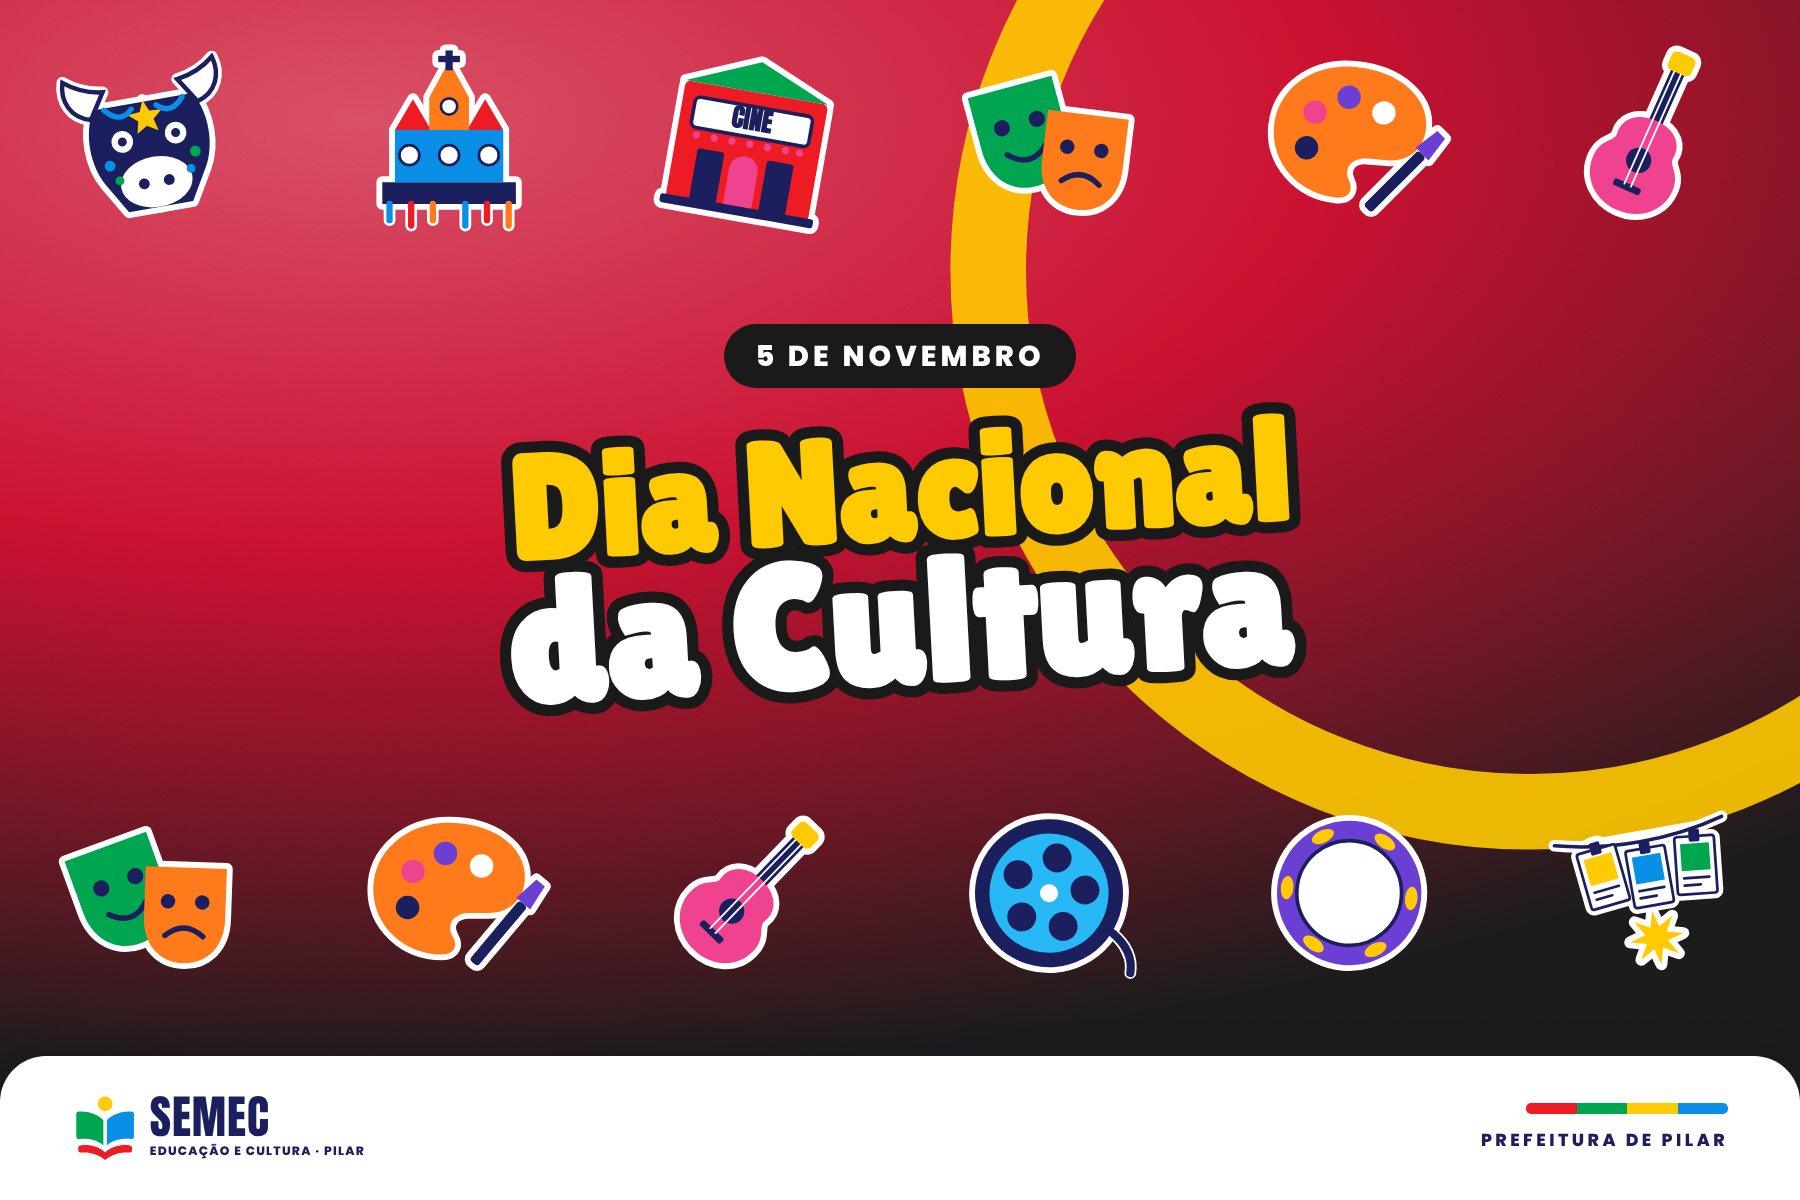 CINE
5 DE NOVEMBRO
Dia Nacional
da Cultura
SEMEC
EDUCAÇÃO E CULTURA · PILAR
PREFEITURA DE PILAR